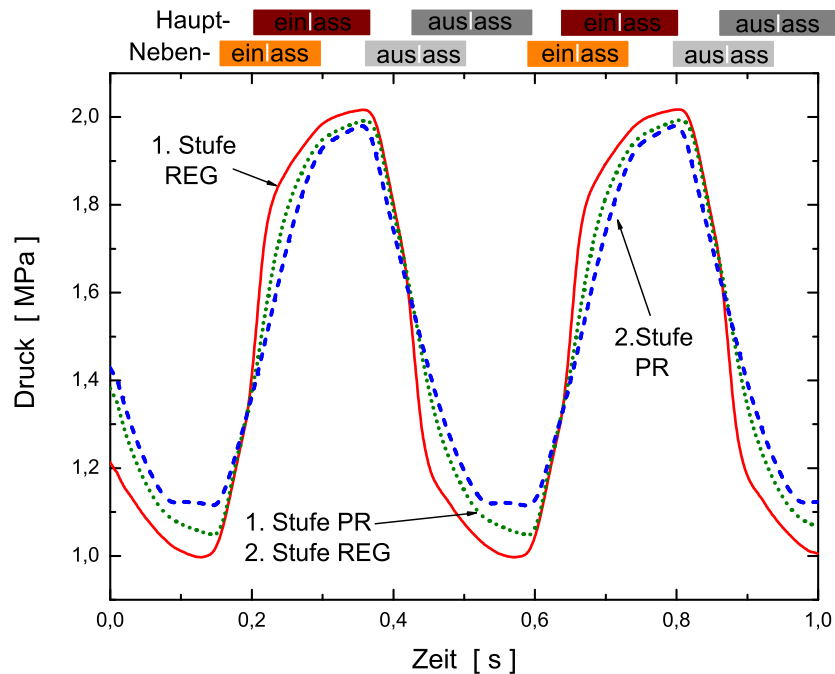 Haupt- ein|ass aus|ass ein|ass aus|ass
Neben- ein|ass aus|ass ein|ass aus|ass
2,0
1,8
1,6
1,4
1,2
1,0
Druck [ MPa]
1. Stufe
REG
2.Stufe
PR
1. Stufe PR
2. Stufe REG
0,0 0,2 0,4 0,6 0,8 1,0
Zeit [ s ]